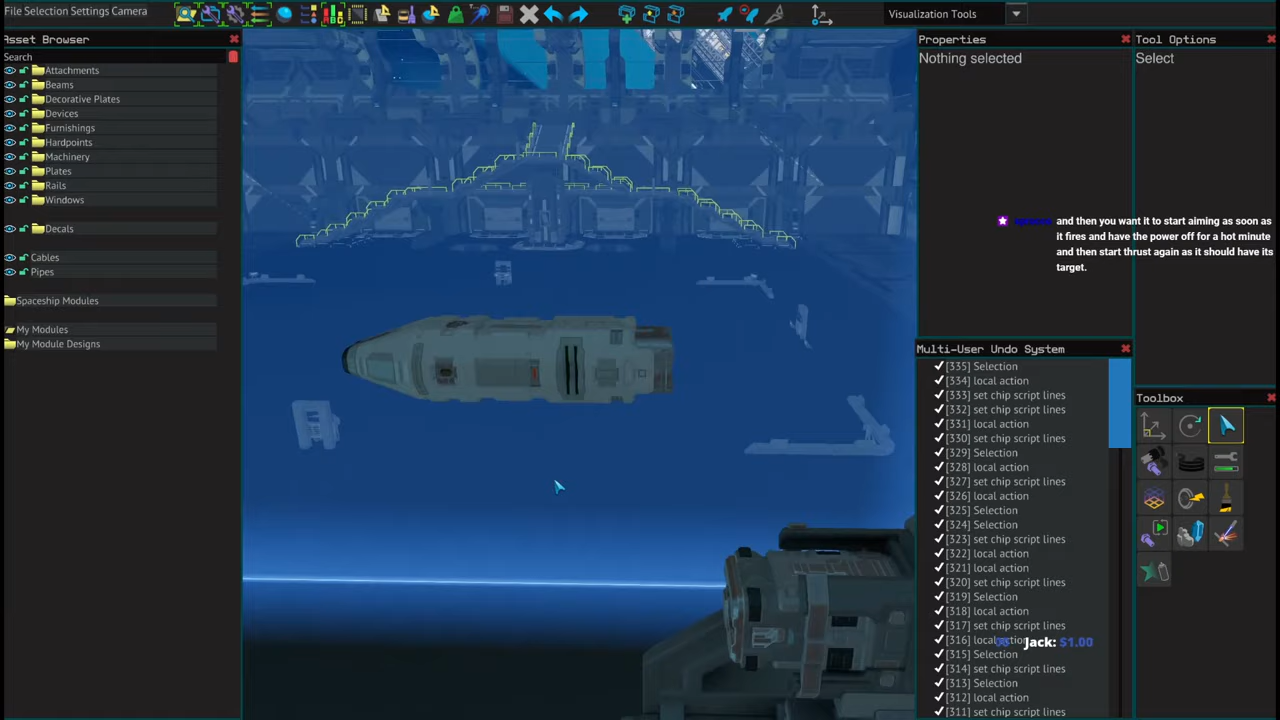 File Selection Settings Camera
Visualization Tools
Asset Browser
Search
Attachments
Beams
Decorative Plates
Devices
Furnishings
Hardpoints
Machinery
Plates
Rails
Windows
Decals
Cables
Pipes
Spaceship Modules
My Modules
My Module Designs
Properties
Nothing selected
Tool Options
Select
and then you want it to start aiming as soon as
it fires and have the power off for a hot minute
and then start thrust again as it should have its
target.
Multi-User Undo System
[335] Selection
[334] local action
[333] set chip script lines
[332] set chip script lines
[331] local action
[330] set chip script lines
[329] Selection
[328] local action
[327] set chip script lines
[326] local action
[325] Selection
[324] Selection
[323] set chip script lines
[322] local action
[321] local action
[320] set chip script lines
[319] Selection
[318] local action
[317] set chip script lines
[316] local action
[315] Selection
[314] set chip script lines
[313] Selection
[312] local action
[311] set chip script lines
Jack: $1.00
Toolbox